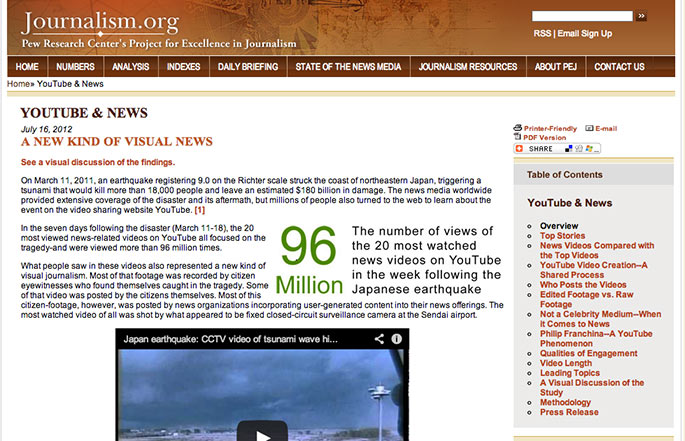 Journalism.org
Pew Research Center's Project for Excellence in Journalism
RSS | Email Sign Up
HOME NUMBERS ANALYSIS INDEXES DAILY BRIEFING STATE OF THE NEWS MEDIA JOURNALISM RESOURCES ABOUT PEJ CONTACT US
Home» YouTube & News
YOUTUBE & NEWS
July 16, 2012
A NEW KIND OF VISUAL NEWS
See a visual discussion of the findings.
On March 11, 2011, an earthquake registering 9.0 on the Richter scale struck the coast of northeastern Japan, triggering a
tsunami that would kill more than 18,000 people and leave an estimated $180 billion in damage. The news media worldwide
provided extensive coverage of the disaster and its aftermath, but millions of people also turned to the web to learn about the
event on the video sharing website YouTube. [1]
In the seven days following the disaster (March 11-18), the 20
most viewed news-related videos on YouTube all focused on the
tragedy-and were viewed more than 96 million times.
What people saw in these videos also represented a new kind of
visual journalism. Most of that footage was recorded by citizen
eyewitnesses who found themselves caught in the tragedy. Some
of that video was posted by the citizens themselves. Most of this
citizen-footage, however, was posted by news organizations incorporating user-generated content into their news offerings. The
most watched video of all was shot by what appeared to be fixed closed-circuit surveillance camera at the Sendai airport.
96
Million
The number of views of
the 20 most watched
news videos on YouTube
in the week following the
Japanese earthquake
Japan earthquake: CCTV video of tsunami wave hi...
Printer-Friendly E-mail
PDF Version
SHARE
Table of Contents
YouTube & News
Overview
Top Stories
News Videos Compared with
the Top Videos
YouTube Video Creation--A
Shared Process
Who Posts the Videos
Edited Footage vs. Raw
Footage
Not a Celebrity Medium--When
it Comes to News
Philip Franchina--A YouTube
Phenomenon
Qualities of Engagement
Video Length
Leading Topics
A Visual Discussion of the
Study
Methodology
Press Release